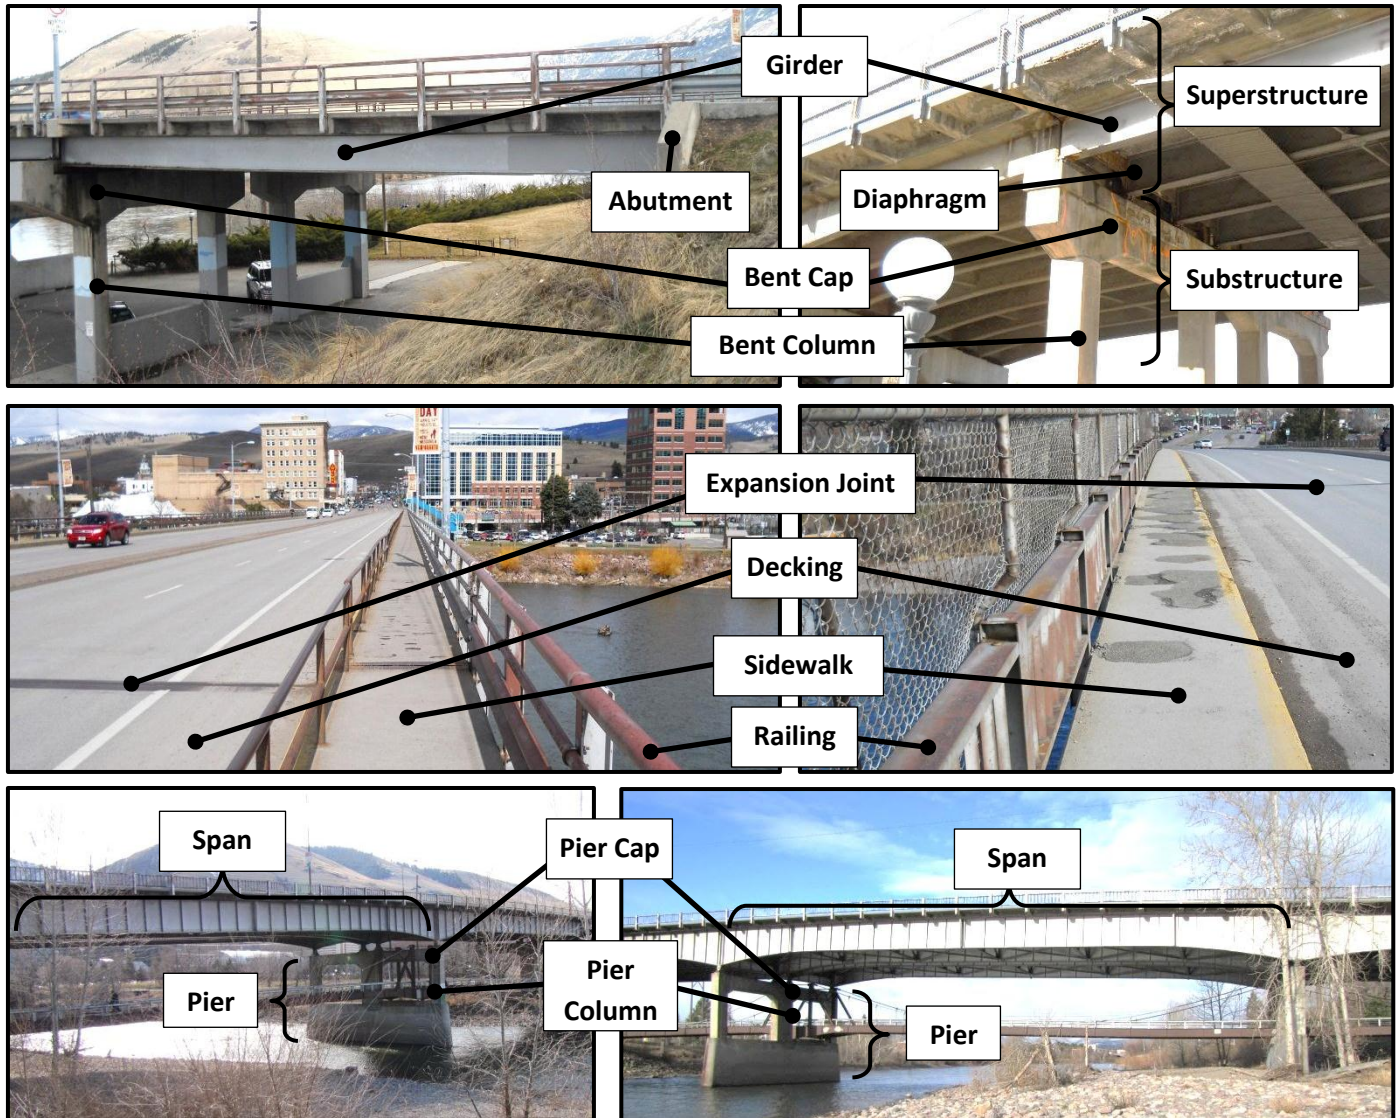 Girder
Superstructure
Abutment
Diaphragm
Bent Cap
Substructure
Bent Column
DAY
Expansion Joint
Decking
Sidewalk
Railing
Span
Pier Cap
Span
Pier
Pier
Column
Pier